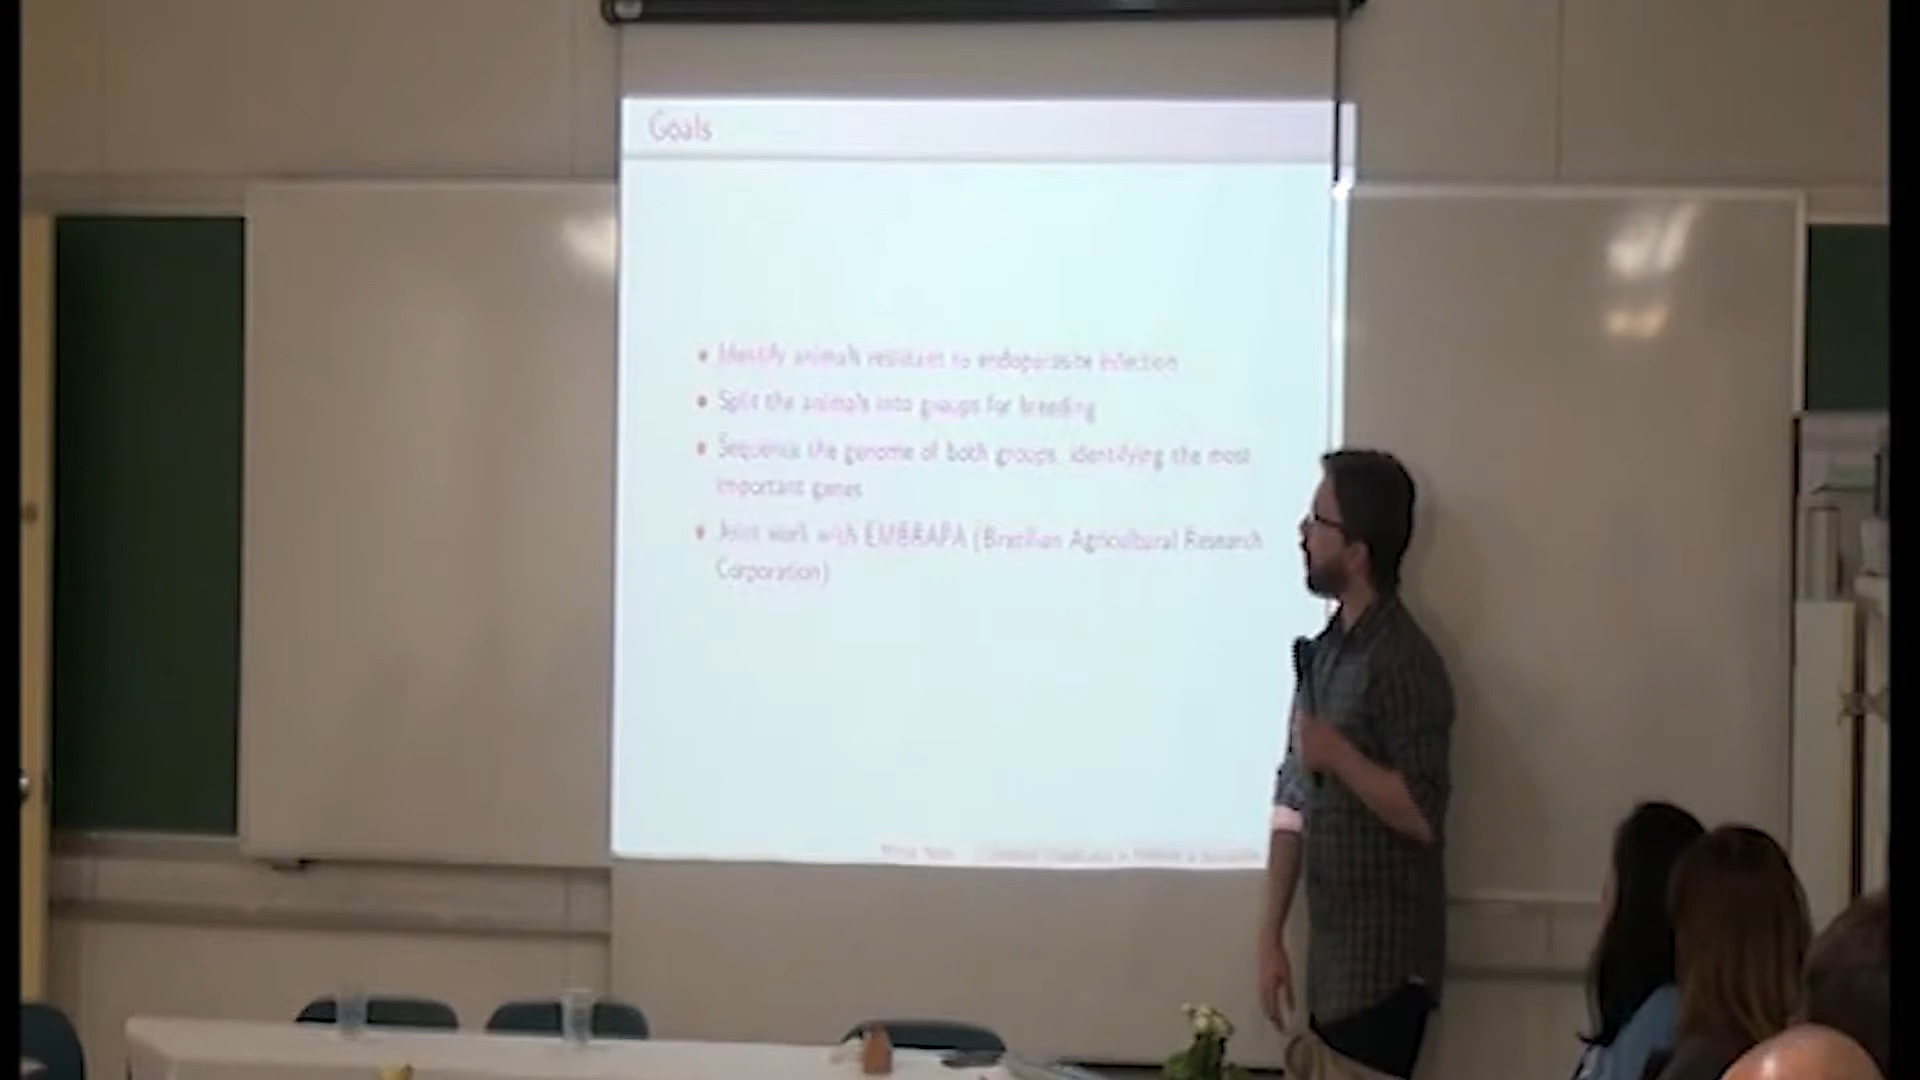 Goals
Identify animals resistant to endoparasite infection
Split the animals into groups for breeding
Sequence the genome of both groups, identifying the most
important genes
Joint work with EMBRAPA (Brazilian Agricultural Research
Corporation)